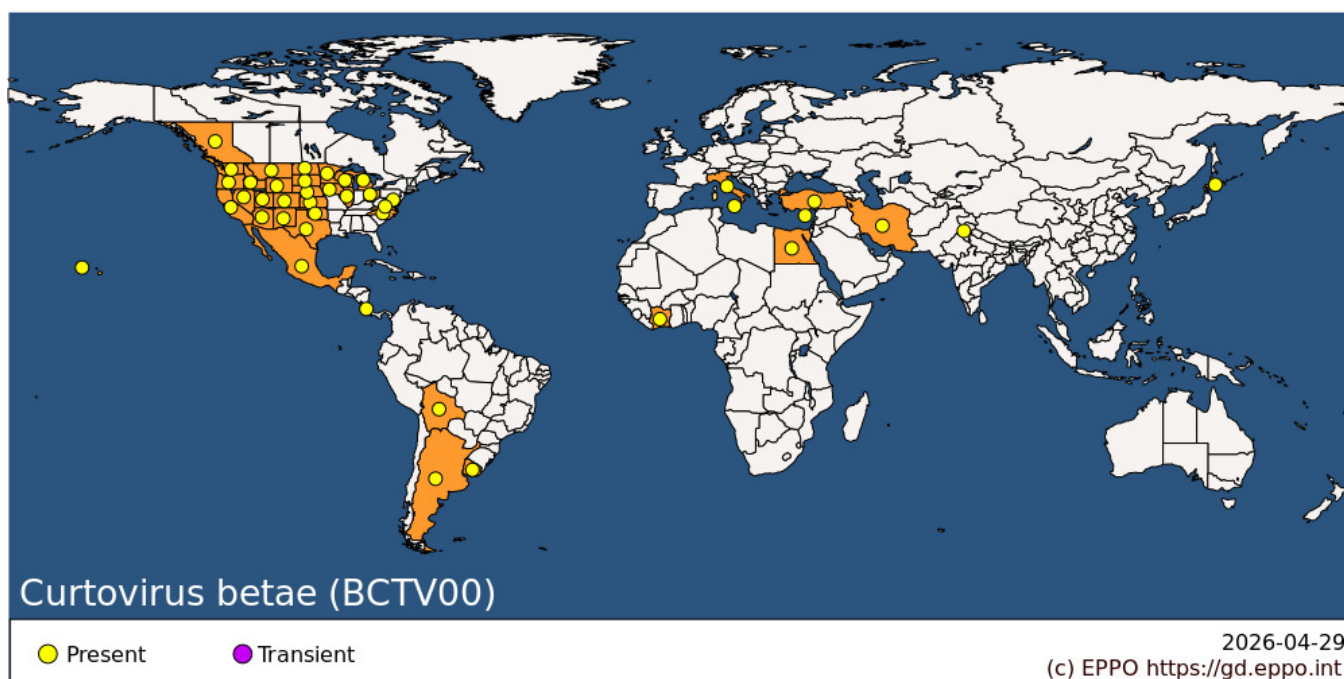 Curtovirus betae (BCTV00)
Present
Transient
2026-04-29
(c) EPPO https://gd.eppo.int